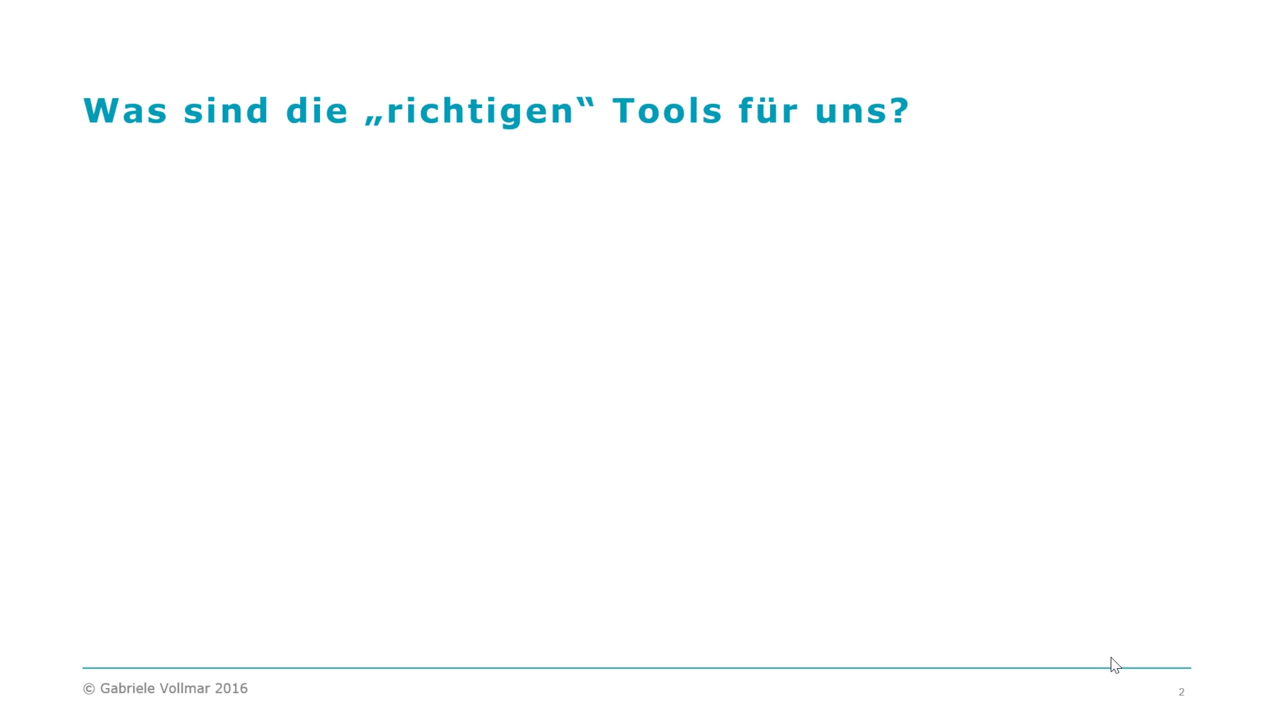 Was sind die „richtigen‟ Tools für uns?
© Gabriele Vollmar 2016
2